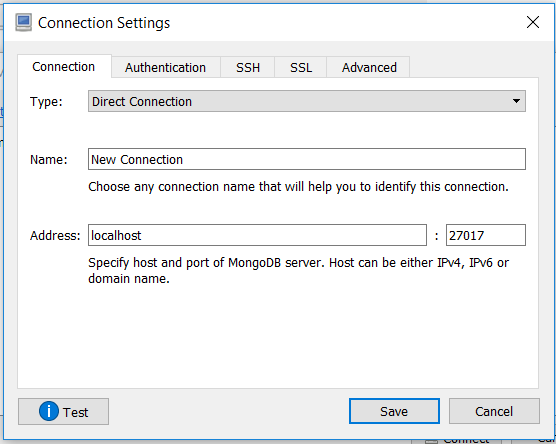 Connection Settings
Connection Authentication SSH SSL Advanced
Type: Direct Connection
Name: New Connection
Choose any connection name that will help you to identify this connection.
Address: localhost : 27017
Specify host and port of MongoDB server. Host can be either IPv4, IPv6 or
domain name.
Test Save Cancel
Connect